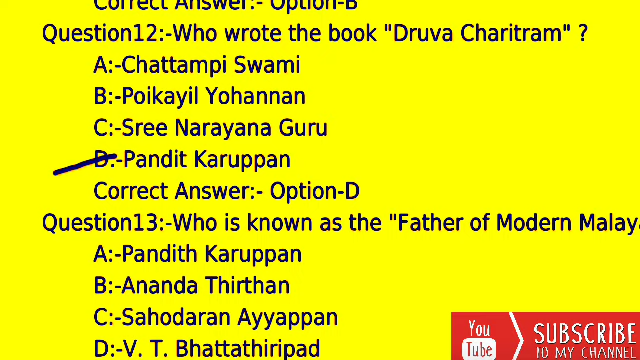 Correct Answer:- Option-B
Question12:-Who wrote the book "Druva Charitram" ?
A:-Chattampi Swami
B:-Poikayil Yohannan
C:-Sree Narayana Guru
D:-Pandit Karuppan
Correct Answer:- Option-D
Question13:-Who is known as the "Father of Modern Malaya
A:-Pandith Karuppan
B:-Ananda Thirthan
C:-Sahodaran Ayyappan
D:-V. T. Bhattathiripad
You Tube
SUBSCRIBE
TO MY CHANNEL